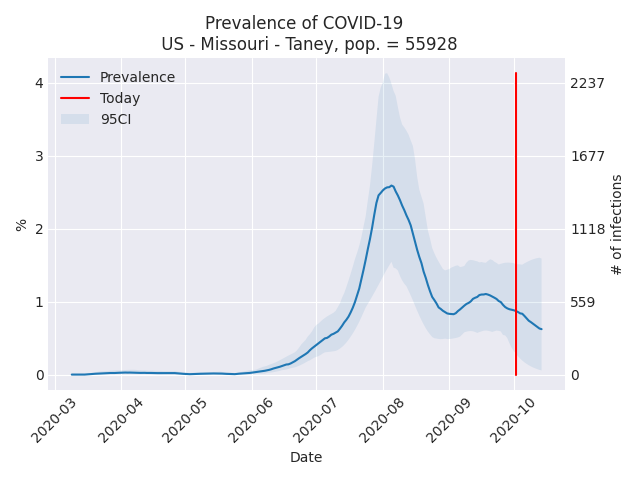 Prevalence of COVID-19
US - Missouri - Taney, pop. = 55928
Prevalence
Today
95CI
4
3
2
1
0
%
2237
1677
1118
559
0
# of infections
2020-03
2020-04
2020-05
2020-06
2020-07
2020-08
2020-09
2020-10
Date